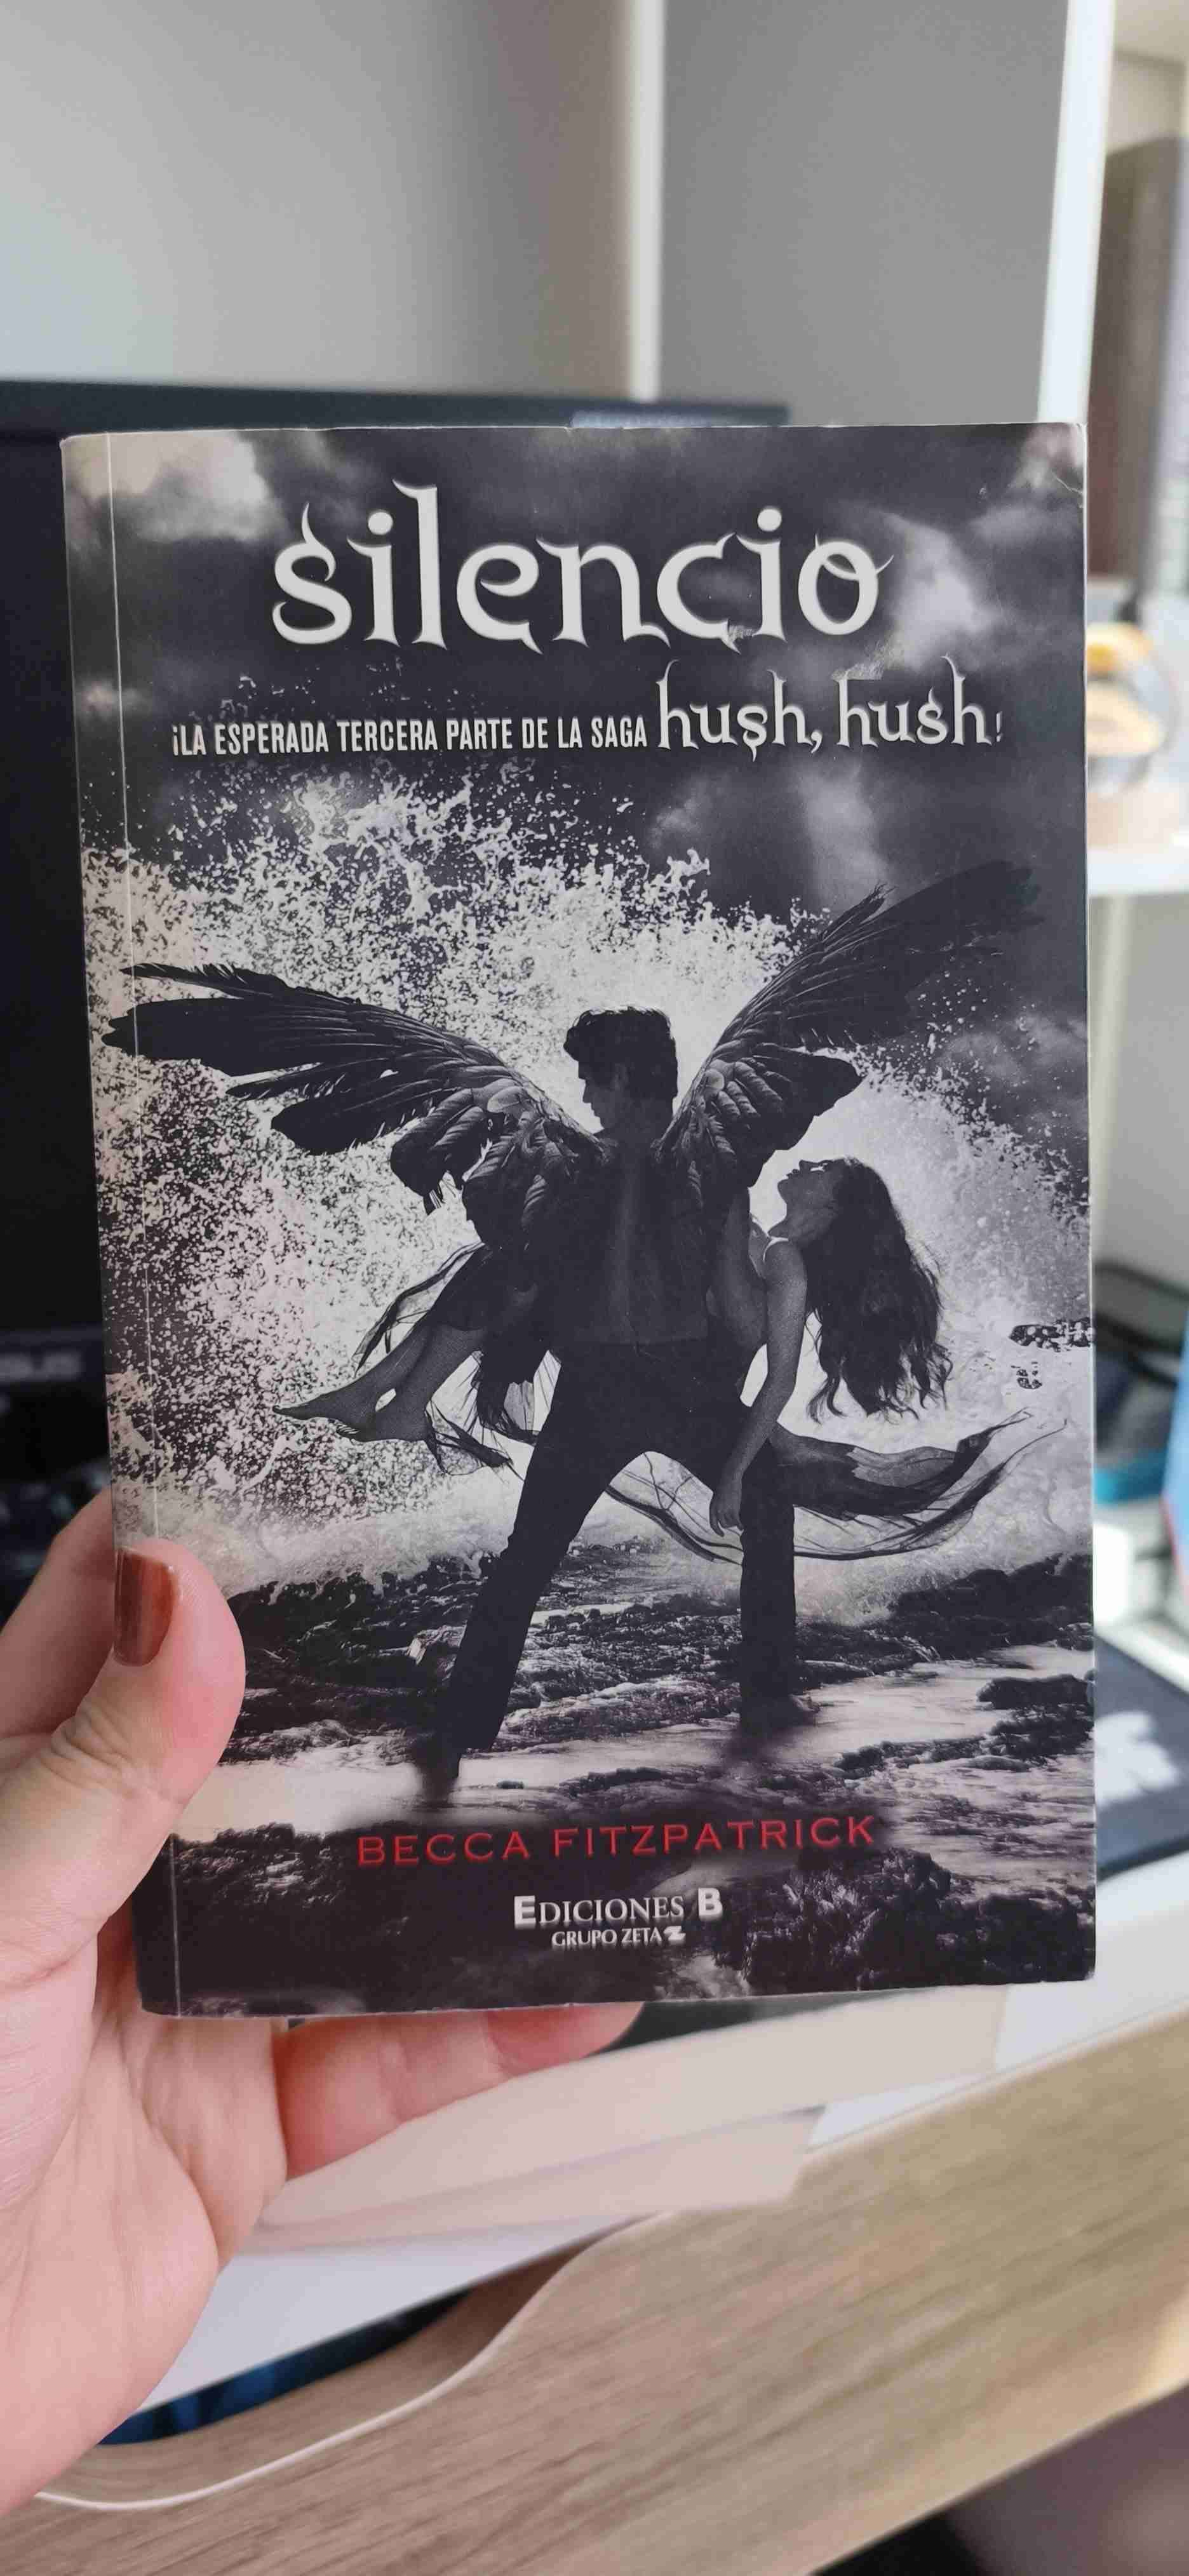 silencio
¡LA ESPERADA TERCERA PARTE DE LA SAGA hush, hush!
BECCA FITZPATRICK
EDICIONES B
GRUPO ZETA